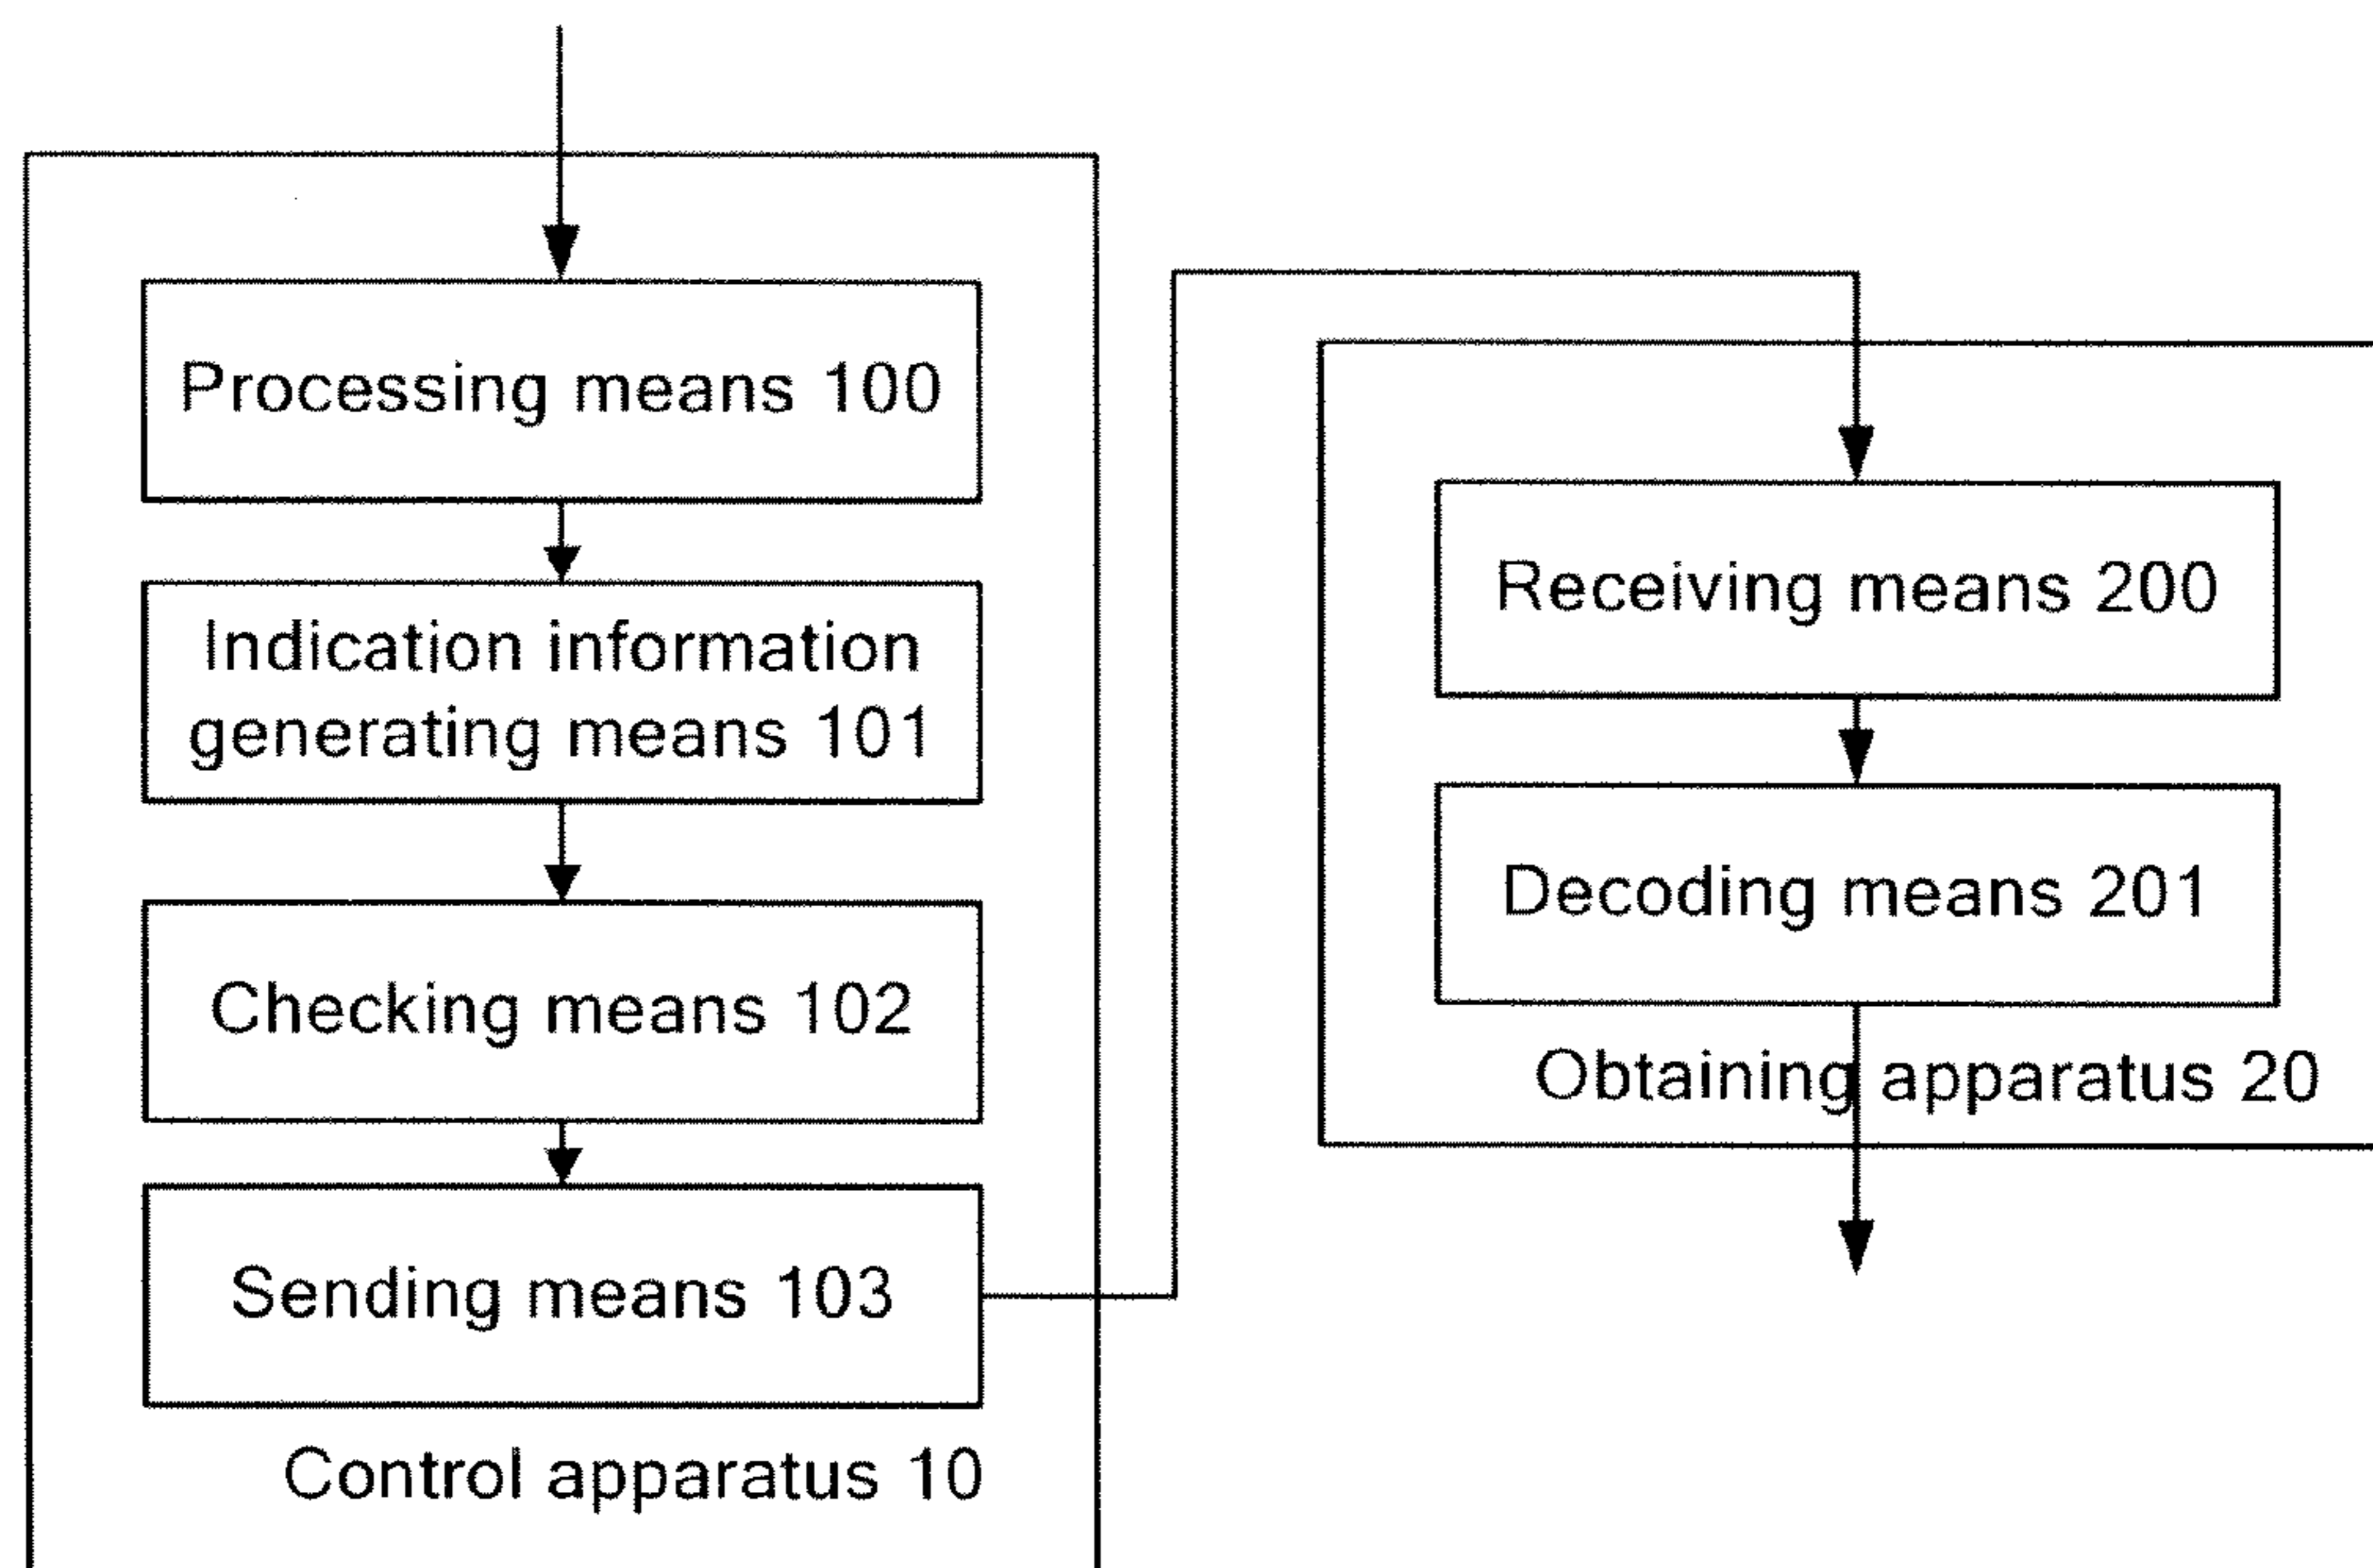 Processing means 100
Indication information
generating means 101
Checking means 102
Sending means 103
Control apparatus 10
Receiving means 200
Decoding means 201
Obtaining apparatus 20